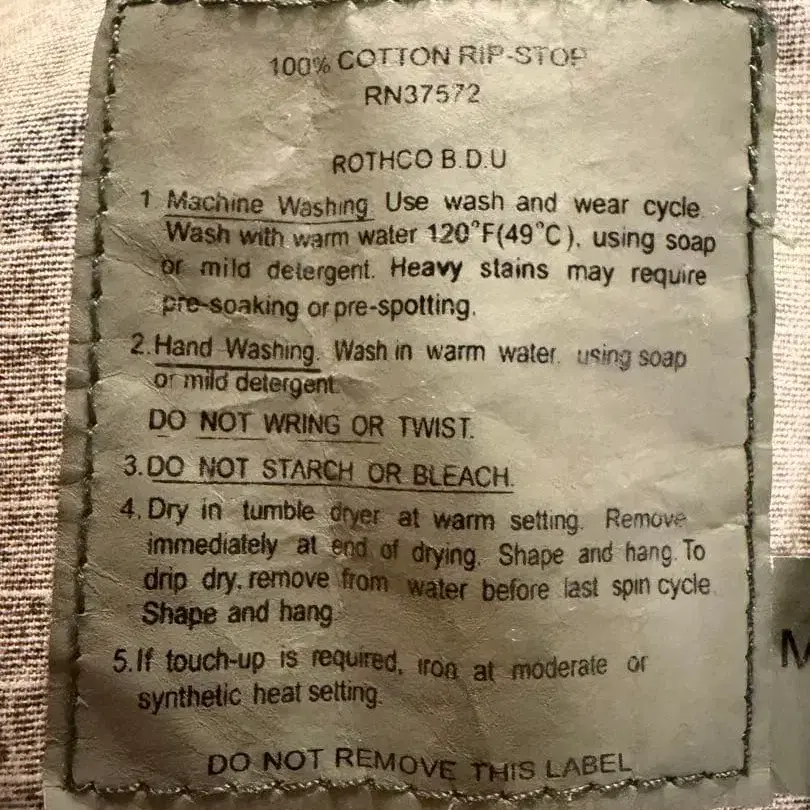 100% COTTON RIP-STOP
RN37572
ROTHCO B.D.U
1 Machine Washing Use wash and wear cycle
Wash with warm water 120°F(49°C), using soap
or mild detergent. Heavy stains may require
pre-soaking or pre-spotting.
2. Hand Washing. Wash in warm water. using soap
or mild detergent
DO NOT WRING OR TWIST.
3. DO NOT STARCH OR BLEACH.
4. Dry in tumble dryer at warm setting. Remove
immediately at end of drying. Shape and hang. To
drip dry, remove from water before last spin cycle.
Shape and hang
5. If touch-up is required, iron at moderate or
synthetic heat setting.
DO NOT REMOVE THIS LABEL